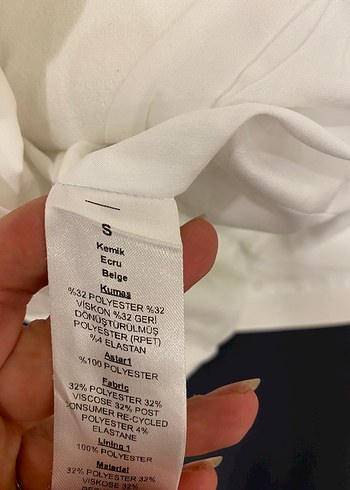 S
Kemik
Ecru
Beige
Kumaş
%32 POLYESTER %32
VİSKON %32 GERİ
DÖNÜŞTÜRÜLMÜŞ
POLYESTER (RPET)
%4 ELASTAN
Astar1
%100 POLYESTER
Fabric
32% POLYESTER 32%
VISCOSE 32% POST
CONSUMER RE-CYCLED
POLYESTER 4%
ELASTANE
Lining 1
100% POLYESTER
Material
32% POLYESTER 32%
VISKOSE 32%